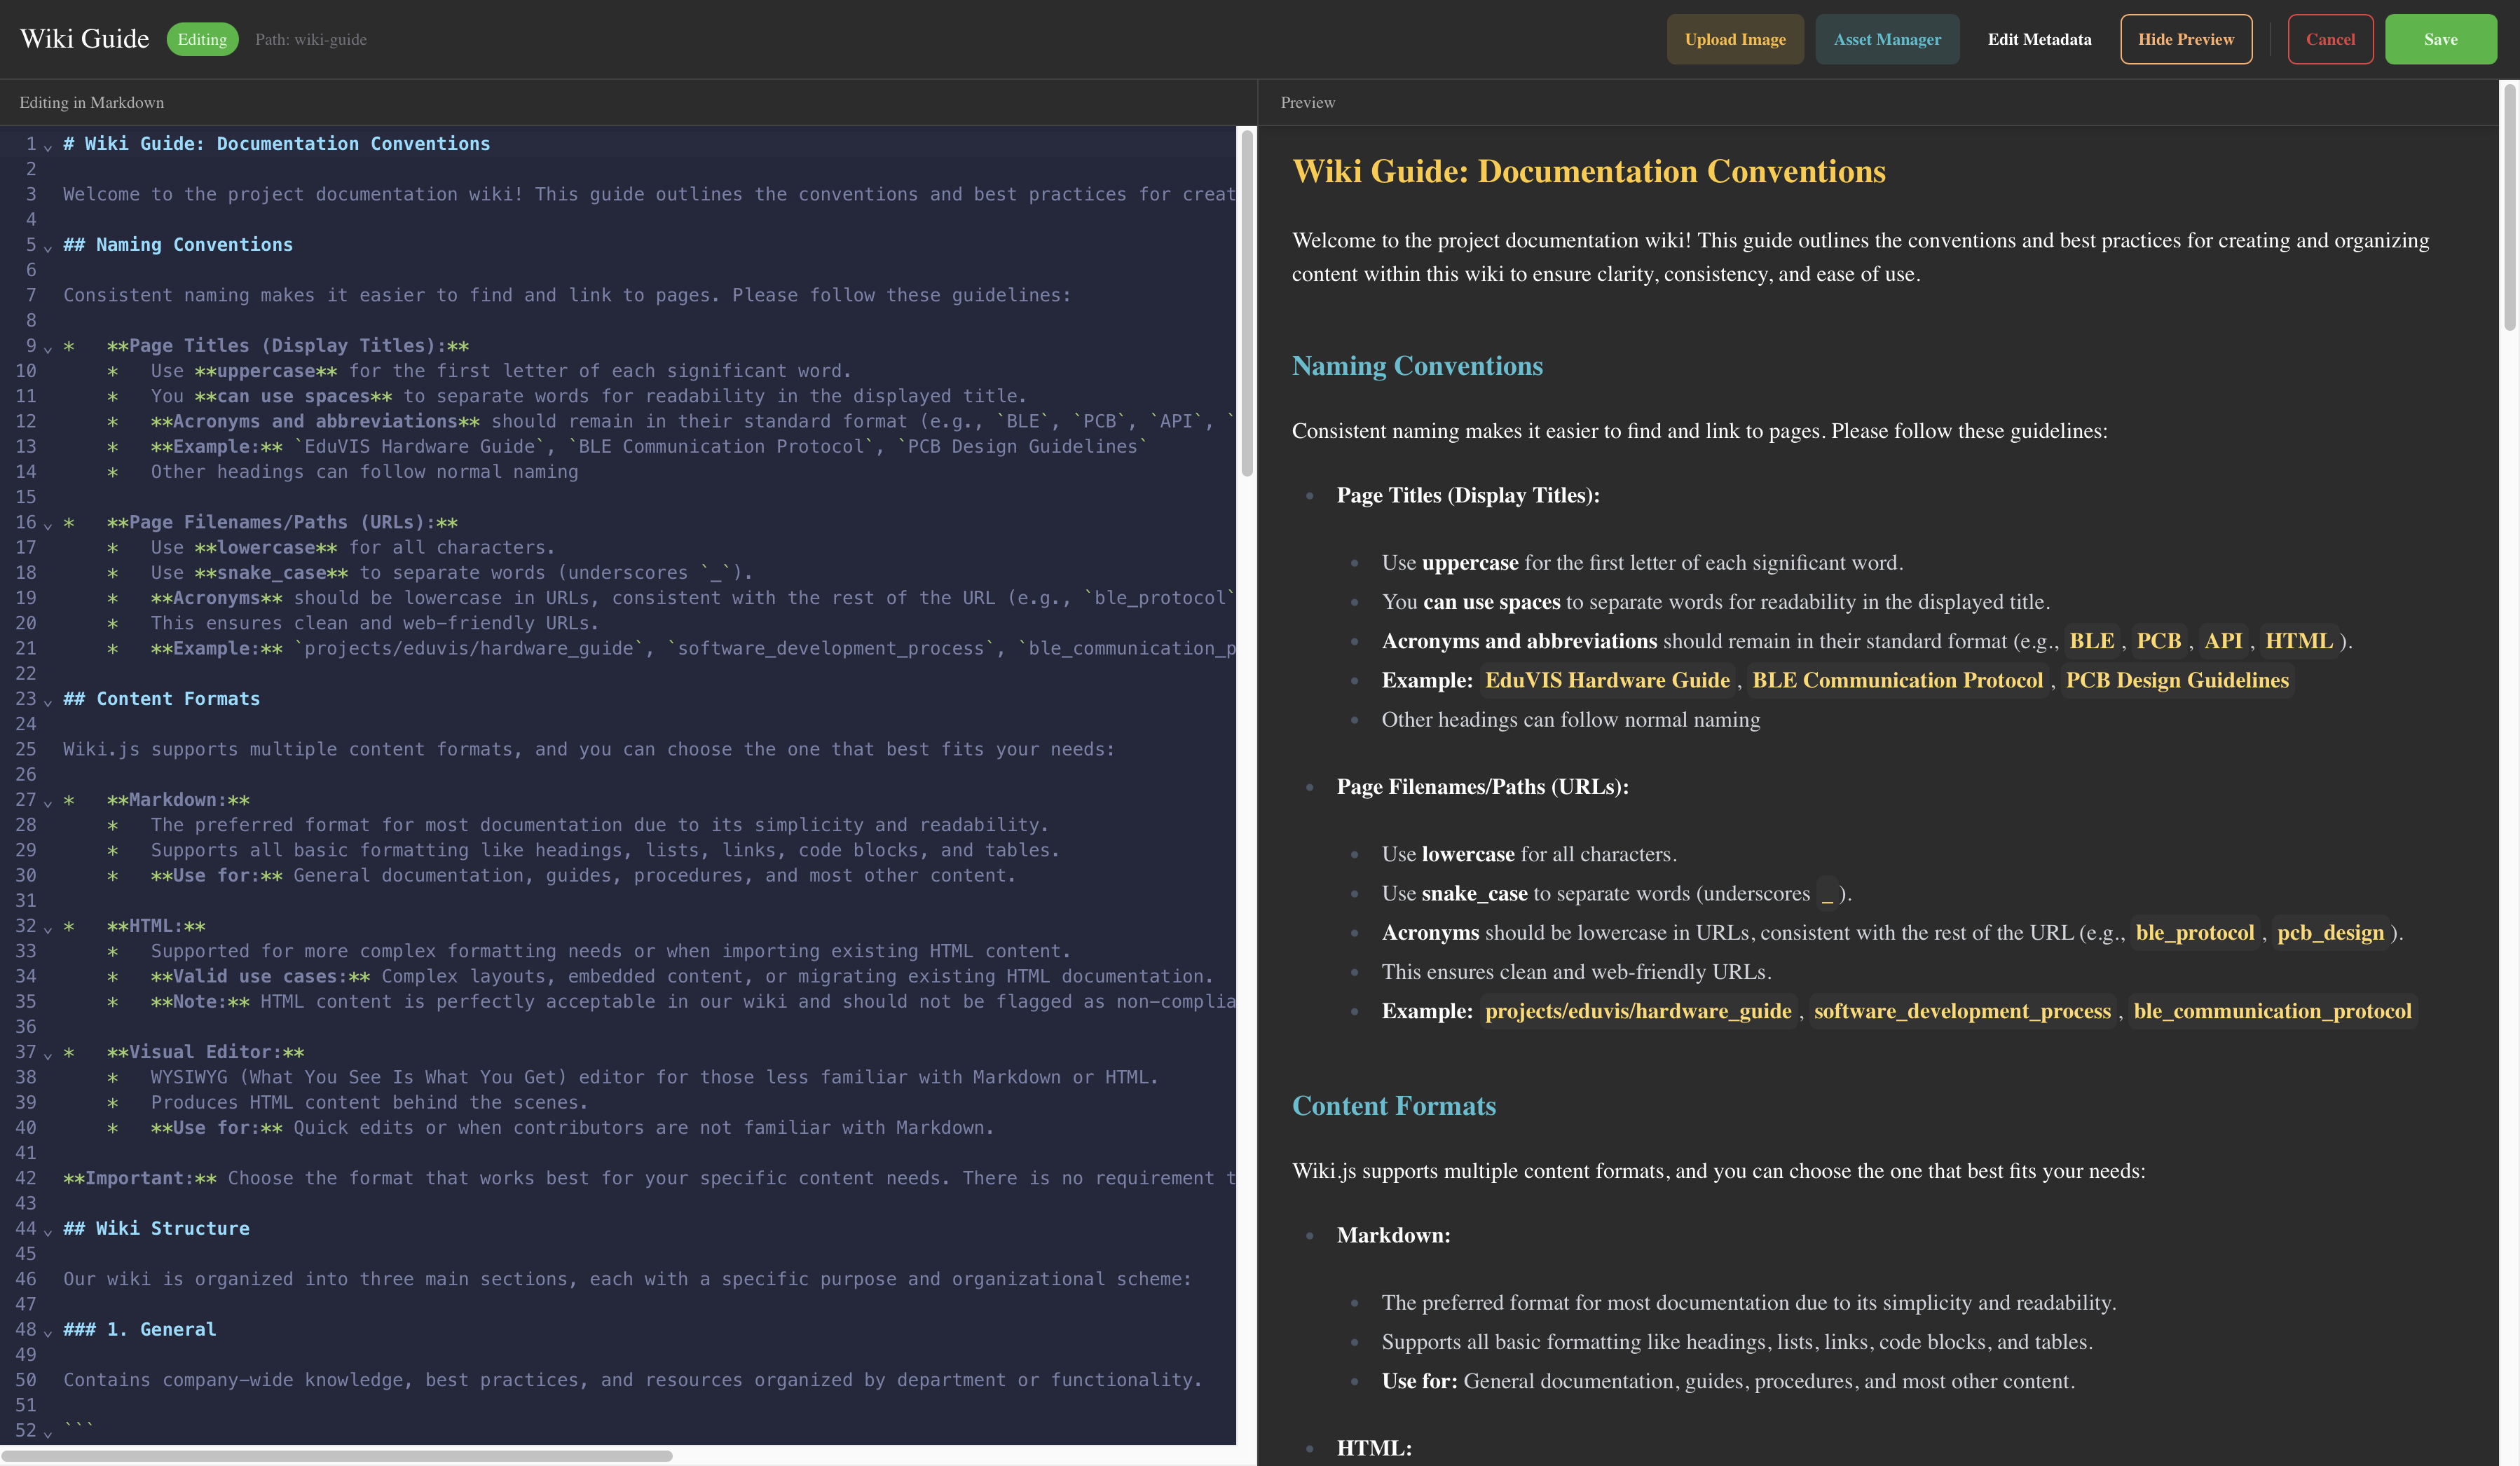 Wiki Guide Editing Path: wiki-guide Upload Image Asset Manager Edit Metadata Hide Preview Cancel Save
Editing in Markdown
1 # Wiki Guide: Documentation Conventions
2
3 Welcome to the project documentation wiki! This guide outlines the conventions and best practices for creat
4
5 ## Naming Conventions
6
7 Consistent naming makes it easier to find and link to pages. Please follow these guidelines:
8
9 *   **Page Titles (Display Titles):**
10     *   Use **uppercase** for the first letter of each significant word.
11     *   You **can use spaces** to separate words for readability in the displayed title.
12     *   **Acronyms and abbreviations** should remain in their standard format (e.g., `BLE`, `PCB`, `API`, `
13     *   **Example:** `EduVIS Hardware Guide`, `BLE Communication Protocol`, `PCB Design Guidelines`
14     *   Other headings can follow normal naming
15
16 *   **Page Filenames/Paths (URLs):**
17     *   Use **lowercase** for all characters.
18     *   Use **snake_case** to separate words (underscores `_`).
19     *   **Acronyms** should be lowercase in URLs, consistent with the rest of the URL (e.g., `ble_protocol`
20     *   This ensures clean and web-friendly URLs.
21     *   **Example:** `projects/eduvis/hardware_guide`, `software_development_process`, `ble_communication_p
22
23 ## Content Formats
24
25 Wiki.js supports multiple content formats, and you can choose the one that best fits your needs:
26
27 *   **Markdown:**
28     *   The preferred format for most documentation due to its simplicity and readability.
29     *   Supports all basic formatting like headings, lists, links, code blocks, and tables.
30     *   **Use for:** General documentation, guides, procedures, and most other content.
31
32 *   **HTML:**
33     *   Supported for more complex formatting needs or when importing existing HTML content.
34     *   **Valid use cases:** Complex layouts, embedded content, or migrating existing HTML documentation.
35     *   **Note:** HTML content is perfectly acceptable in our wiki and should not be flagged as non-complia
36
37 *   **Visual Editor:**
38     *   WYSIWYG (What You See Is What You Get) editor for those less familiar with Markdown or HTML.
39     *   Produces HTML content behind the scenes.
40     *   **Use for:** Quick edits or when contributors are not familiar with Markdown.
41
42 **Important:** Choose the format that works best for your specific content needs. There is no requirement t
43
44 ## Wiki Structure
45
46 Our wiki is organized into three main sections, each with a specific purpose and organizational scheme:
47
48 ### 1. General
49
50 Contains company-wide knowledge, best practices, and resources organized by department or functionality.
51
52 ```
Preview
Wiki Guide: Documentation Conventions
Welcome to the project documentation wiki! This guide outlines the conventions and best practices for creating and organizing
content within this wiki to ensure clarity, consistency, and ease of use.
Naming Conventions
Consistent naming makes it easier to find and link to pages. Please follow these guidelines:
• Page Titles (Display Titles):
• Use uppercase for the first letter of each significant word.
• You can use spaces to separate words for readability in the displayed title.
• Acronyms and abbreviations should remain in their standard format (e.g., BLE , PCB , API , HTML ).
• Example: EduVIS Hardware Guide , BLE Communication Protocol , PCB Design Guidelines
• Other headings can follow normal naming
• Page Filenames/Paths (URLs):
• Use lowercase for all characters.
• Use snake_case to separate words (underscores _ ).
• Acronyms should be lowercase in URLs, consistent with the rest of the URL (e.g., ble_protocol , pcb_design ).
• This ensures clean and web-friendly URLs.
• Example: projects/eduvis/hardware_guide , software_development_process , ble_communication_protocol
Content Formats
Wiki.js supports multiple content formats, and you can choose the one that best fits your needs:
• Markdown:
• The preferred format for most documentation due to its simplicity and readability.
• Supports all basic formatting like headings, lists, links, code blocks, and tables.
• Use for: General documentation, guides, procedures, and most other content.
• HTML: